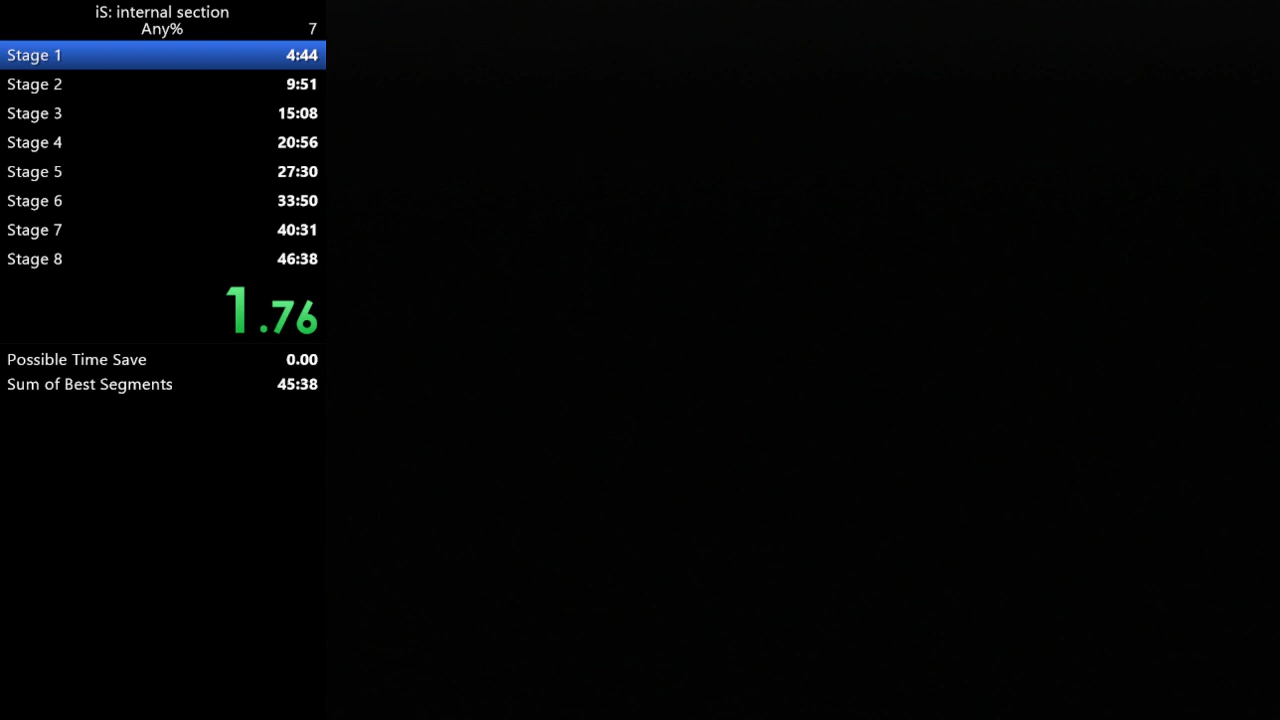 iS: internal section
Any% 7
Stage 1 4:44
Stage 2 9:51
Stage 3 15:08
Stage 4 20:56
Stage 5 27:30
Stage 6 33:50
Stage 7 40:31
Stage 8 46:38
1.76
Possible Time Save 0.00
Sum of Best Segments 45:38